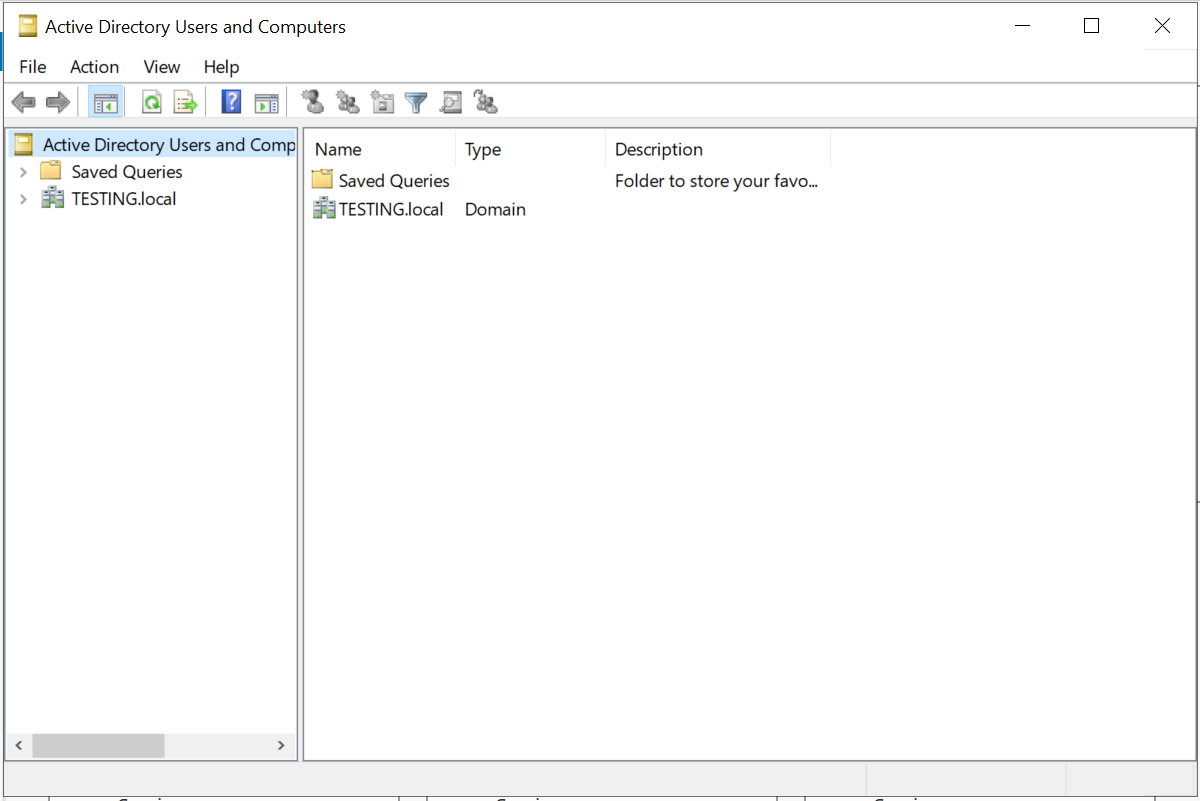 Active Directory Users and Computers
File Action View Help
Active Directory Users and Comp
Saved Queries
TESTING.local
Name Type Description
Saved Queries Folder to store your favo...
TESTING.local Domain